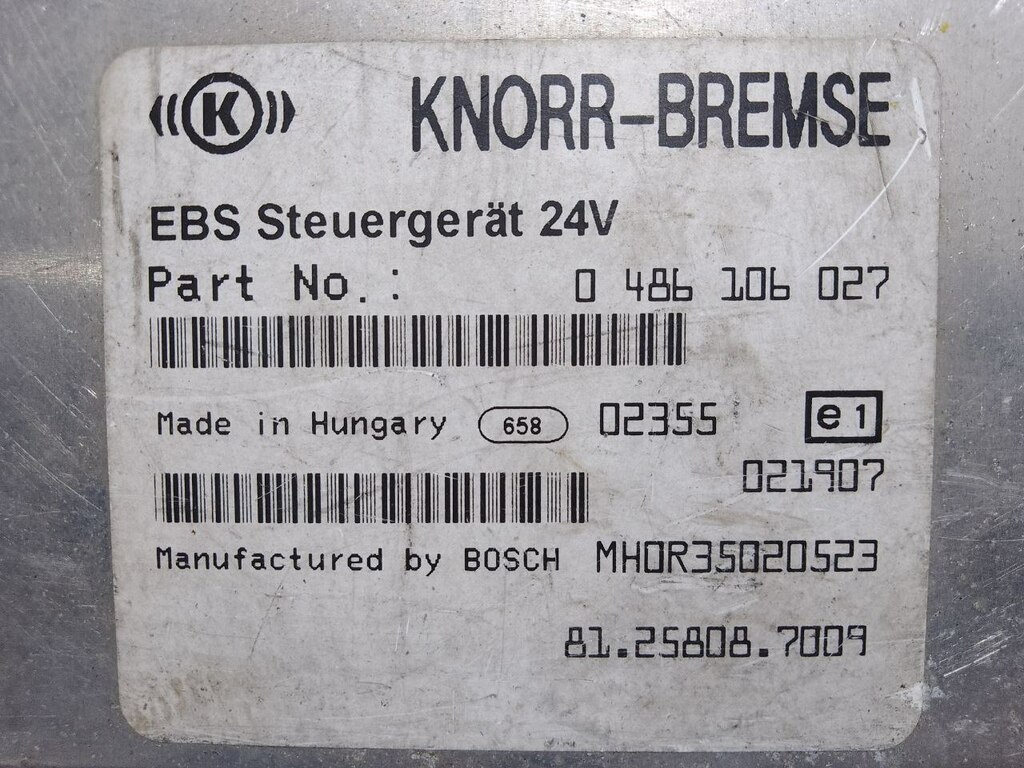 K KNORR-BREMSE
EBS Steuergerät 24V
Part No.: 0 486 106 027
Made in Hungary 658 02355 e1
021907
Manufactured by BOSCH MH0R35020523
81.25808.7009